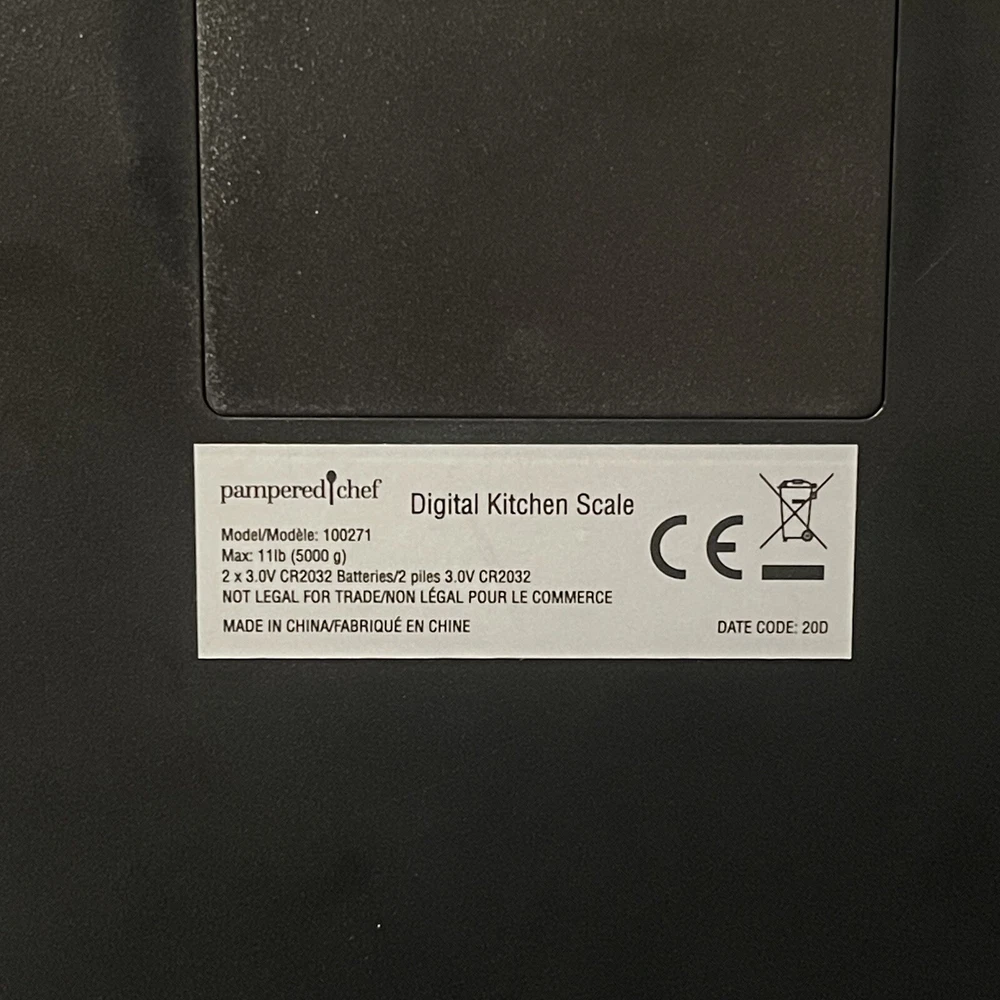 pampered chef
Digital Kitchen Scale
Model/Modèle: 100271
Max: 11lb (5000 g)
2 x 3.0V CR2032 Batteries/2 piles 3.0V CR2032
NOT LEGAL FOR TRADE/NON LÉGAL POUR LE COMMERCE
MADE IN CHINA/FABRIQUÉ EN CHINE
CE
DATE CODE: 20D